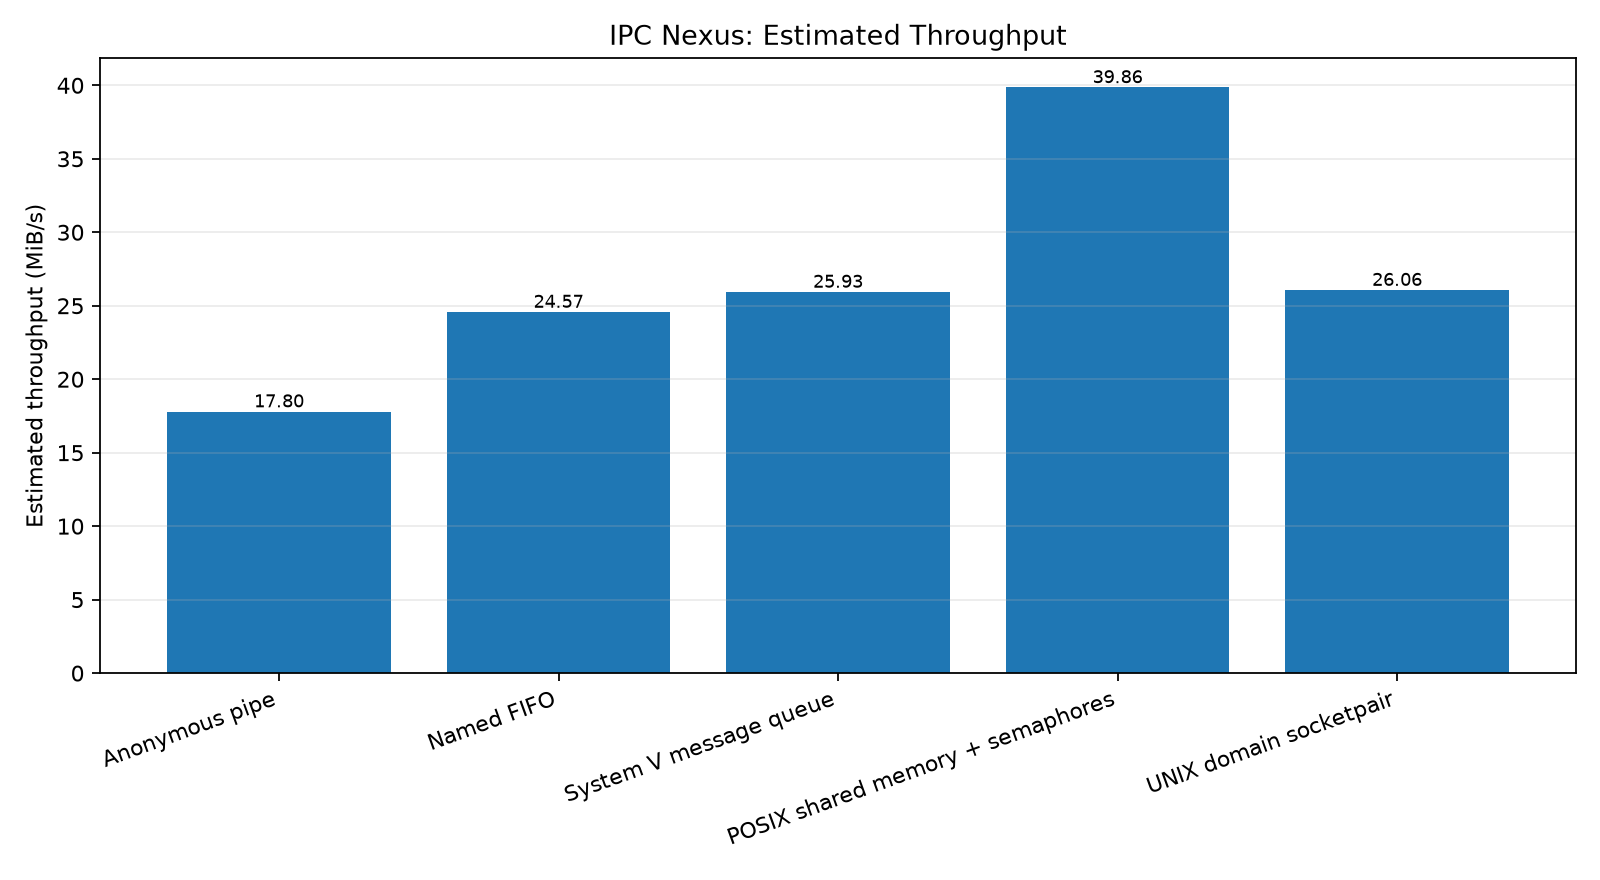 IPC Nexus: Estimated Throughput
Estimated throughput (MiB/s)
40
35
30
25
20
15
10
5
0
17.80
24.57
25.93
39.86
26.06
Anonymous pipe
Named FIFO
System V message queue
POSIX shared memory + semaphores
UNIX domain socketpair